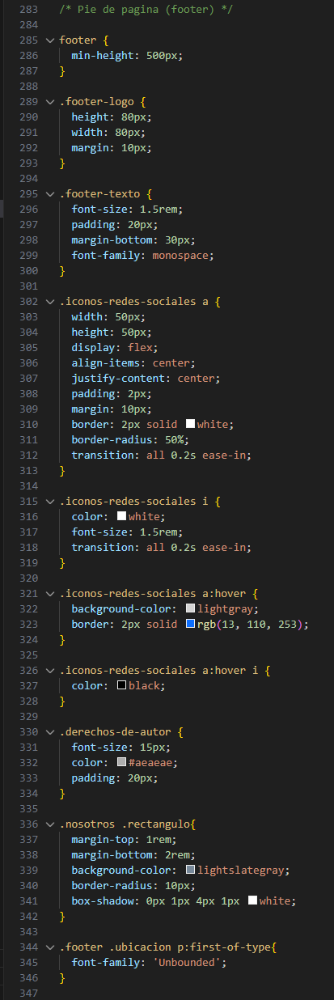 283 /* Pie de pagina (footer) */
284
285 footer {
286 min-height: 500px;
287 }
288
289 .footer-logo {
290 height: 80px;
291 width: 80px;
292 margin: 10px;
293 }
294
295 .footer-texto {
296 font-size: 1.5rem;
297 padding: 20px;
298 margin-bottom: 30px;
299 font-family: monospace;
300 }
301
302 .iconos-redes-sociales a {
303 width: 50px;
304 height: 50px;
305 display: flex;
306 align-items: center;
307 justify-content: center;
308 padding: 2px;
309 margin: 10px;
310 border: 2px solid white;
311 border-radius: 50%;
312 transition: all 0.2s ease-in;
313 }
314
315 .iconos-redes-sociales i {
316 color: white;
317 font-size: 1.5rem;
318 transition: all 0.2s ease-in;
319 }
320
321 .iconos-redes-sociales a:hover {
322 background-color: lightgray;
323 border: 2px solid rgb(13, 110, 253);
324 }
325
326 .iconos-redes-sociales a:hover i {
327 color: black;
328 }
329
330 .derechos-de-autor {
331 font-size: 15px;
332 color: #aeaeae;
333 padding: 20px;
334 }
335
336 .nosotros .rectangulo{
337 margin-top: 1rem;
338 margin-bottom: 2rem;
339 background-color: lightslategray;
340 border-radius: 10px;
341 box-shadow: 0px 1px 4px 1px white;
342 }
343
344 .footer .ubicacion p:first-of-type{
345 font-family: 'Unbounded';
346 }
347